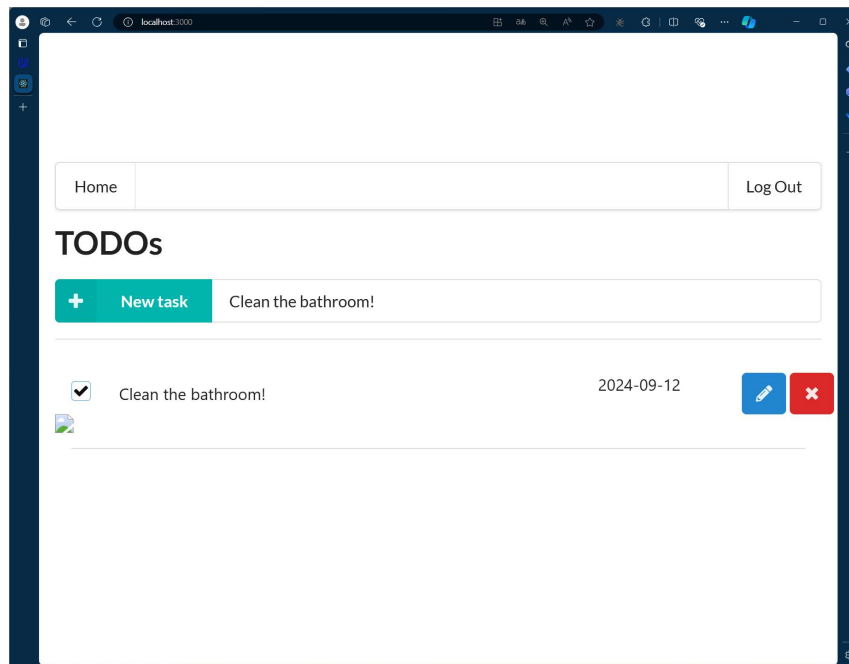 localhost:3000
Home
Log Out
TODOs
New task
Clean the bathroom!
Clean the bathroom!
2024-09-12